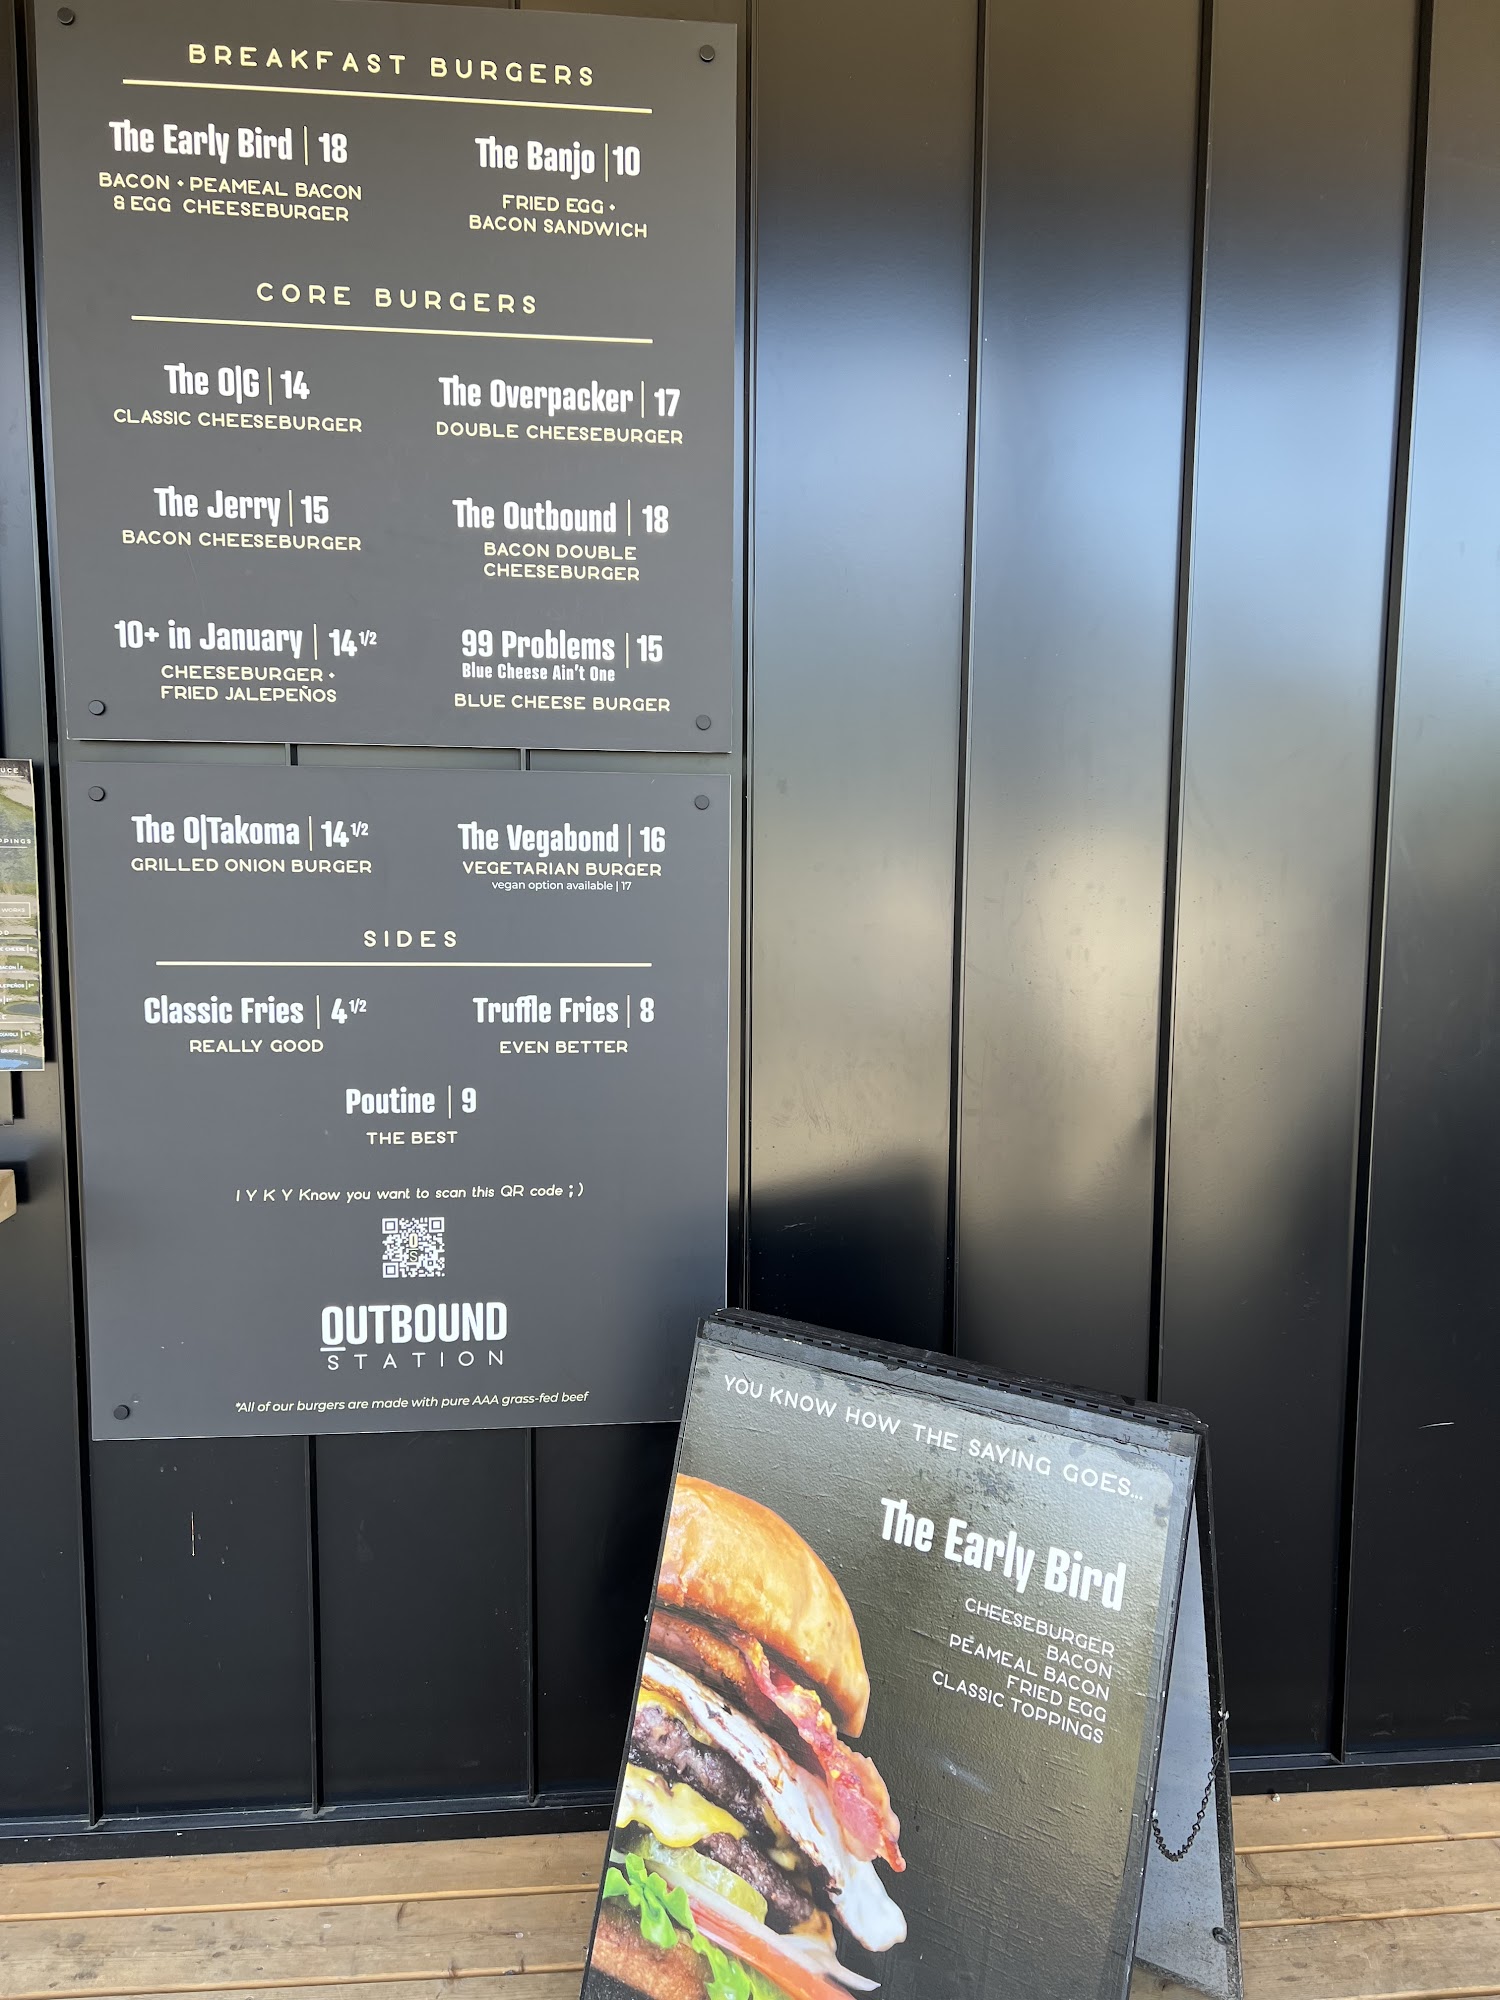 BREAKFAST BURGERS
The Early Bird | 18
BACON + PEAMEAL BACON
& EGG CHEESEBURGER
The Banjo | 10
FRIED EGG +
BACON SANDWICH
CORE BURGERS
The O|G | 14
CLASSIC CHEESEBURGER
The Overpacker | 17
DOUBLE CHEESEBURGER
The Jerry | 15
BACON CHEESEBURGER
The Outbound | 18
BACON DOUBLE
CHEESEBURGER
10+ in January | 14 1/2
CHEESEBURGER +
FRIED JALEPEÑOS
99 Problems | 15
Blue Cheese Ain't One
BLUE CHEESE BURGER
The O|Takoma | 14 1/2
GRILLED ONION BURGER
The Vegabond | 16
VEGETARIAN BURGER
vegan option available | 17
SIDES
Classic Fries | 4 1/2
REALLY GOOD
Truffle Fries | 8
EVEN BETTER
Poutine | 9
THE BEST
I Y K Y Know you want to scan this QR code ; )
OUTBOUND
STATION
*All of our burgers are made with pure AAA grass-fed beef
YOU KNOW HOW THE SAYING GOES...
The Early Bird
CHEESEBURGER
BACON
PEAMEAL BACON
FRIED EGG
CLASSIC TOPPINGS